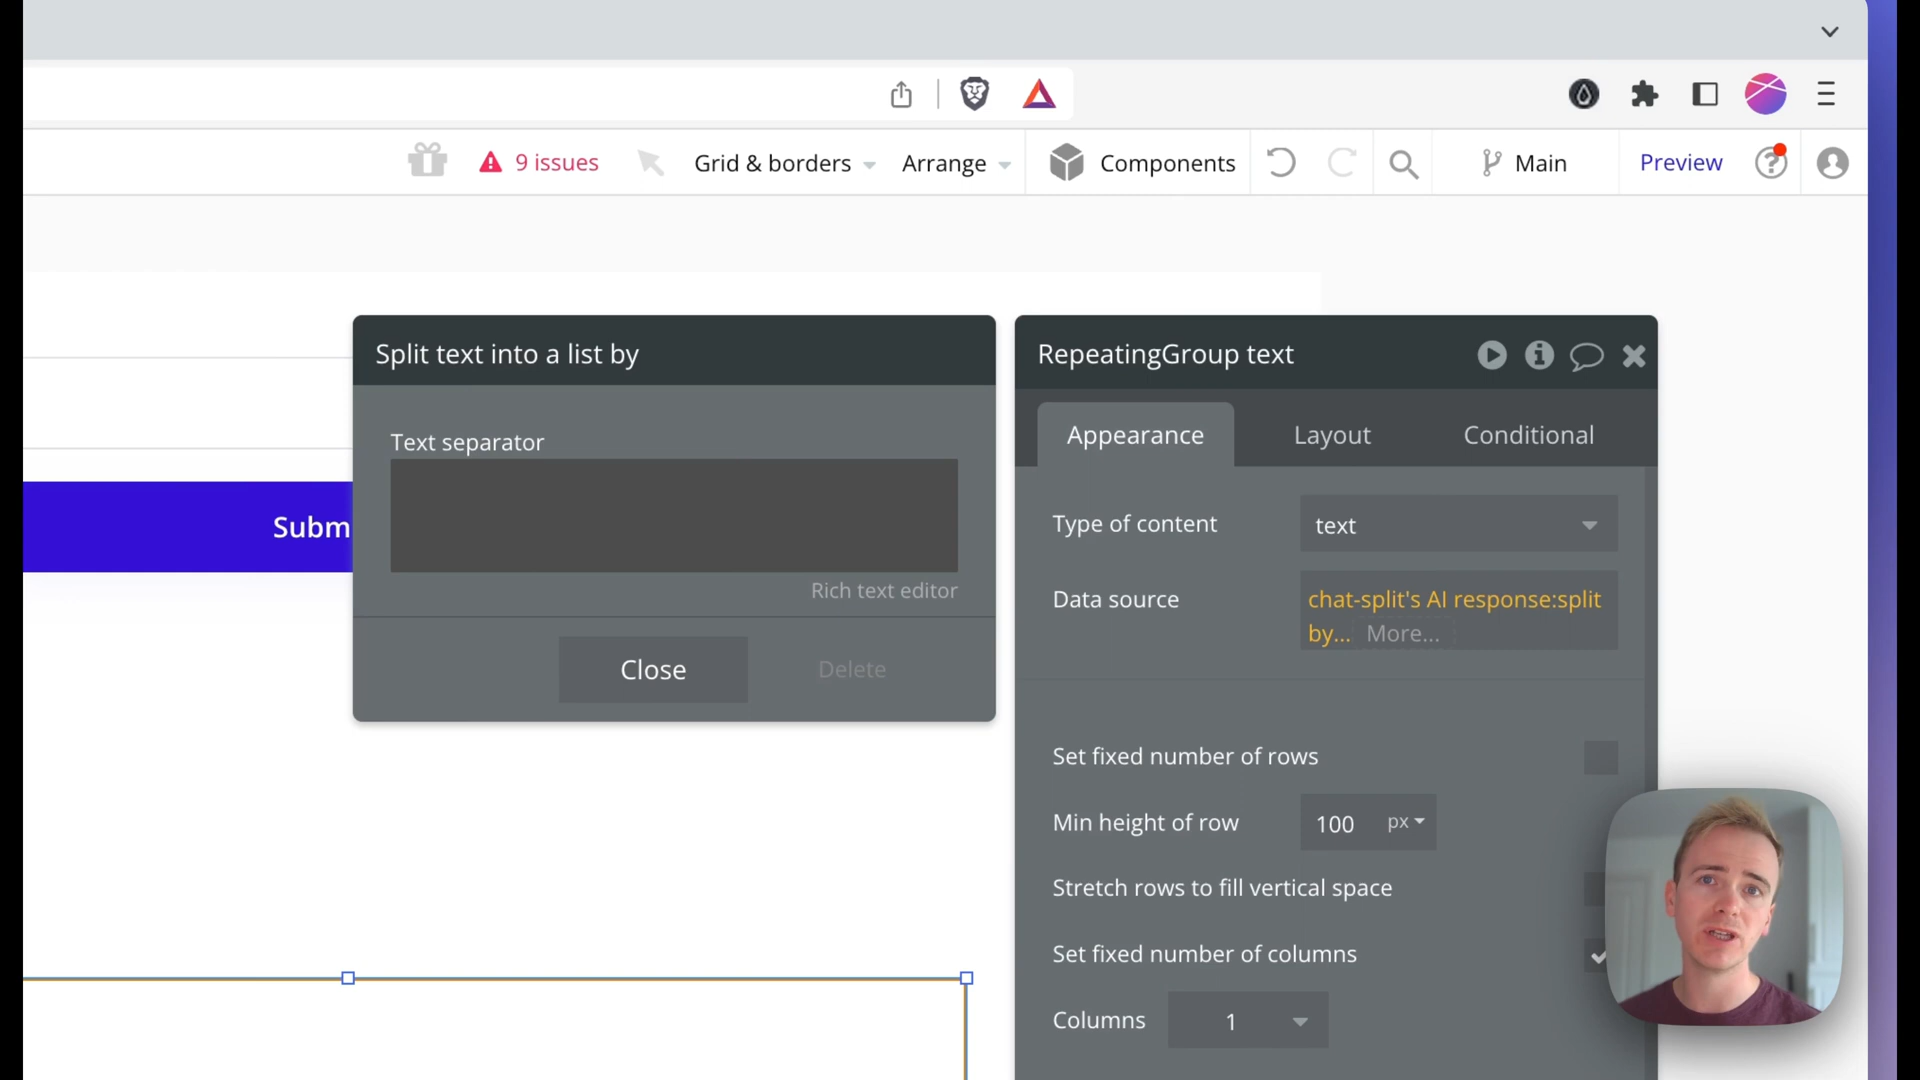 9 issues
Grid & borders
Arrange
Components
Main
Preview
Split text into a list by
RepeatingGroup text
Appearance
Layout
Conditional
Text separator
Type of content
text
Subm
Rich text editor
Data source
chat-split's AI response:split
by... More...
Close
Delete
Set fixed number of rows
Min height of row
100
px
Stretch rows to fill vertical space
Set fixed number of columns
Columns
1